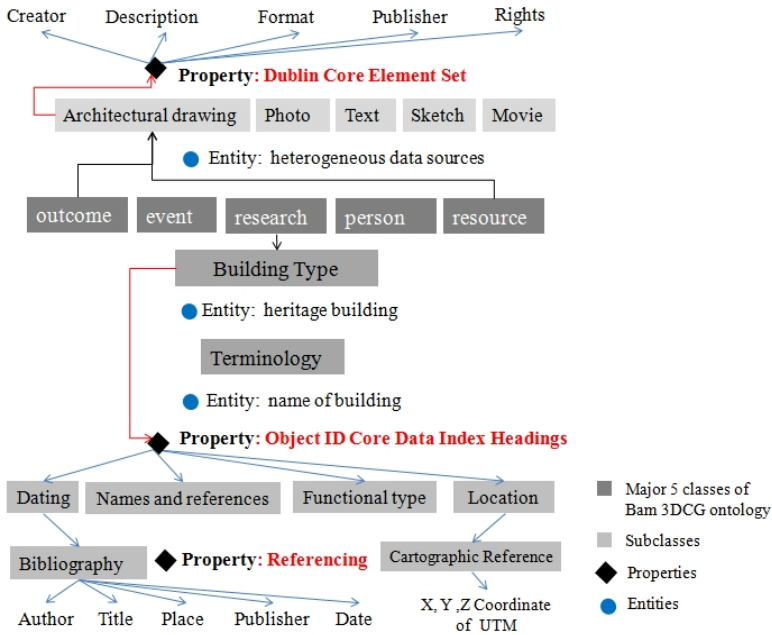 Creator Description Format Publisher Rights
Property: Dublin Core Element Set
Architectural drawing Photo Text Sketch Movie
Entity: heterogeneous data sources
outcome event research person resource
Building Type
Entity: heritage building
Terminology
Entity: name of building
Property: Object ID Core Data Index Headings
Dating Names and references Functional type Location
Bibliography Property: Referencing Cartographic Reference
Author Title Place Publisher Date
X, Y ,Z Coordinate
of UTM
Major 5 classes of
Bam 3DCG ontology
Subclasses
Properties
Entities